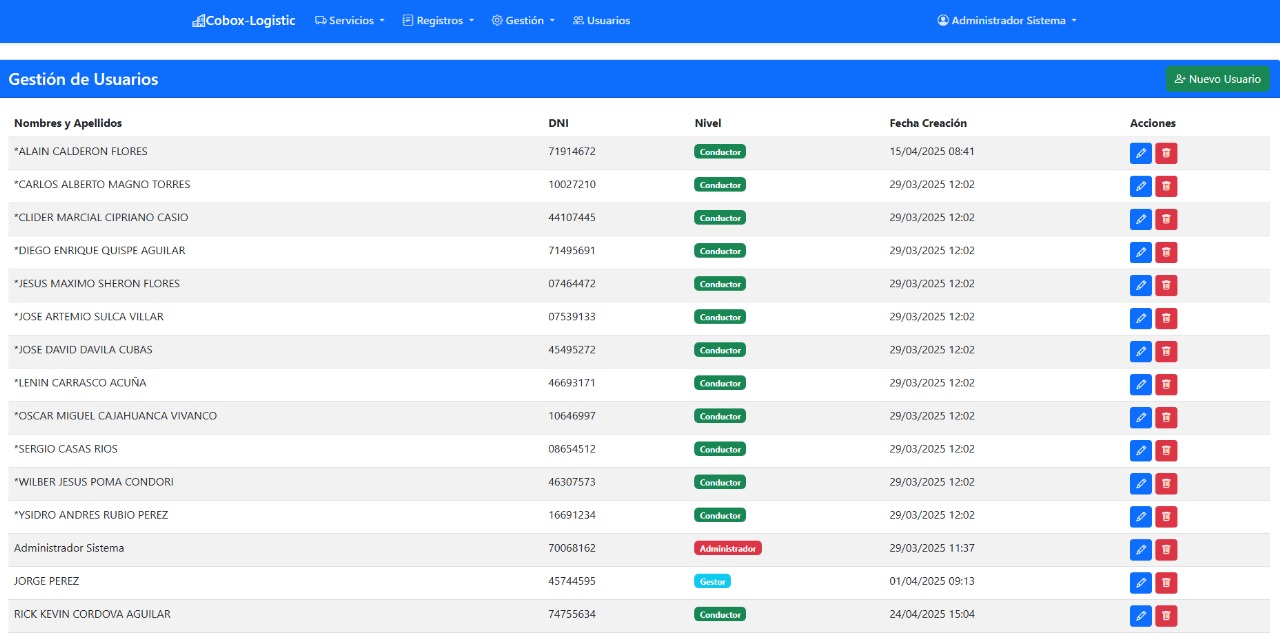 Cobox-Logistic Servicios Registros Gestión Usuarios Administrador Sistema
Gestión de Usuarios Nuevo Usuario
Nombres y Apellidos DNI Nivel Fecha Creación Acciones
*ALAIN CALDERON FLORES 71914672 Conductor 15/04/2025 08:41
*CARLOS ALBERTO MAGNO TORRES 10027210 Conductor 29/03/2025 12:02
*CLIDER MARCIAL CIPRIANO CASIO 44107445 Conductor 29/03/2025 12:02
*DIEGO ENRIQUE QUISPE AGUILAR 71495691 Conductor 29/03/2025 12:02
*JESUS MAXIMO SHERON FLORES 07464472 Conductor 29/03/2025 12:02
*JOSE ARTEMIO SULCA VILLAR 07539133 Conductor 29/03/2025 12:02
*JOSE DAVID DAVILA CUBAS 45495272 Conductor 29/03/2025 12:02
*LENIN CARRASCO ACUÑA 46693171 Conductor 29/03/2025 12:02
*OSCAR MIGUEL CAJAHUANCA VIVANCO 10646997 Conductor 29/03/2025 12:02
*SERGIO CASAS RIOS 08654512 Conductor 29/03/2025 12:02
*WILBER JESUS POMA CONDORI 46307573 Conductor 29/03/2025 12:02
*YSIDRO ANDRES RUBIO PEREZ 16691234 Conductor 29/03/2025 12:02
Administrador Sistema 70068162 Administrador 29/03/2025 11:37
JORGE PEREZ 45744595 Gestor 01/04/2025 09:13
RICK KEVIN CORDOVA AGUILAR 74755634 Conductor 24/04/2025 15:04